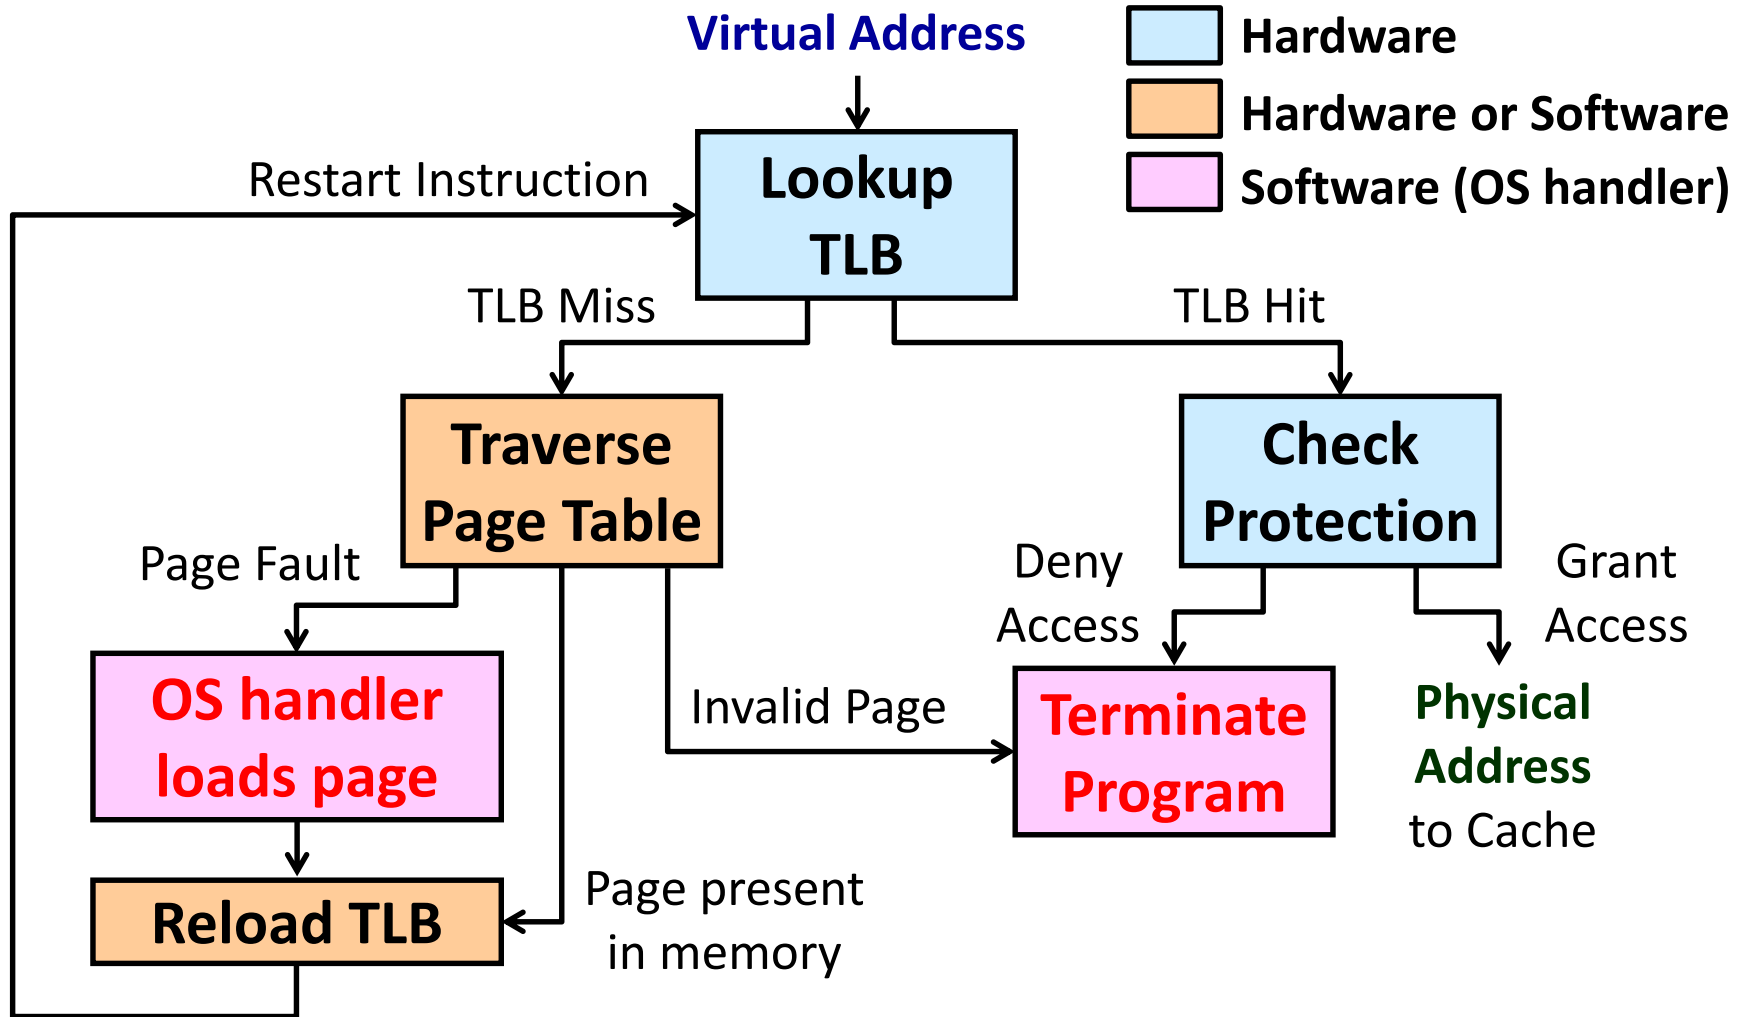 Virtual Address
Hardware
Hardware or Software
Software (OS handler)
Restart Instruction
Lookup
TLB
TLB Miss
TLB Hit
Traverse
Page Table
Check
Protection
Page Fault
Deny
Access
Grant
Access
OS handler
loads page
Invalid Page
Terminate
Program
Physical
Address
to Cache
Reload TLB
Page present
in memory